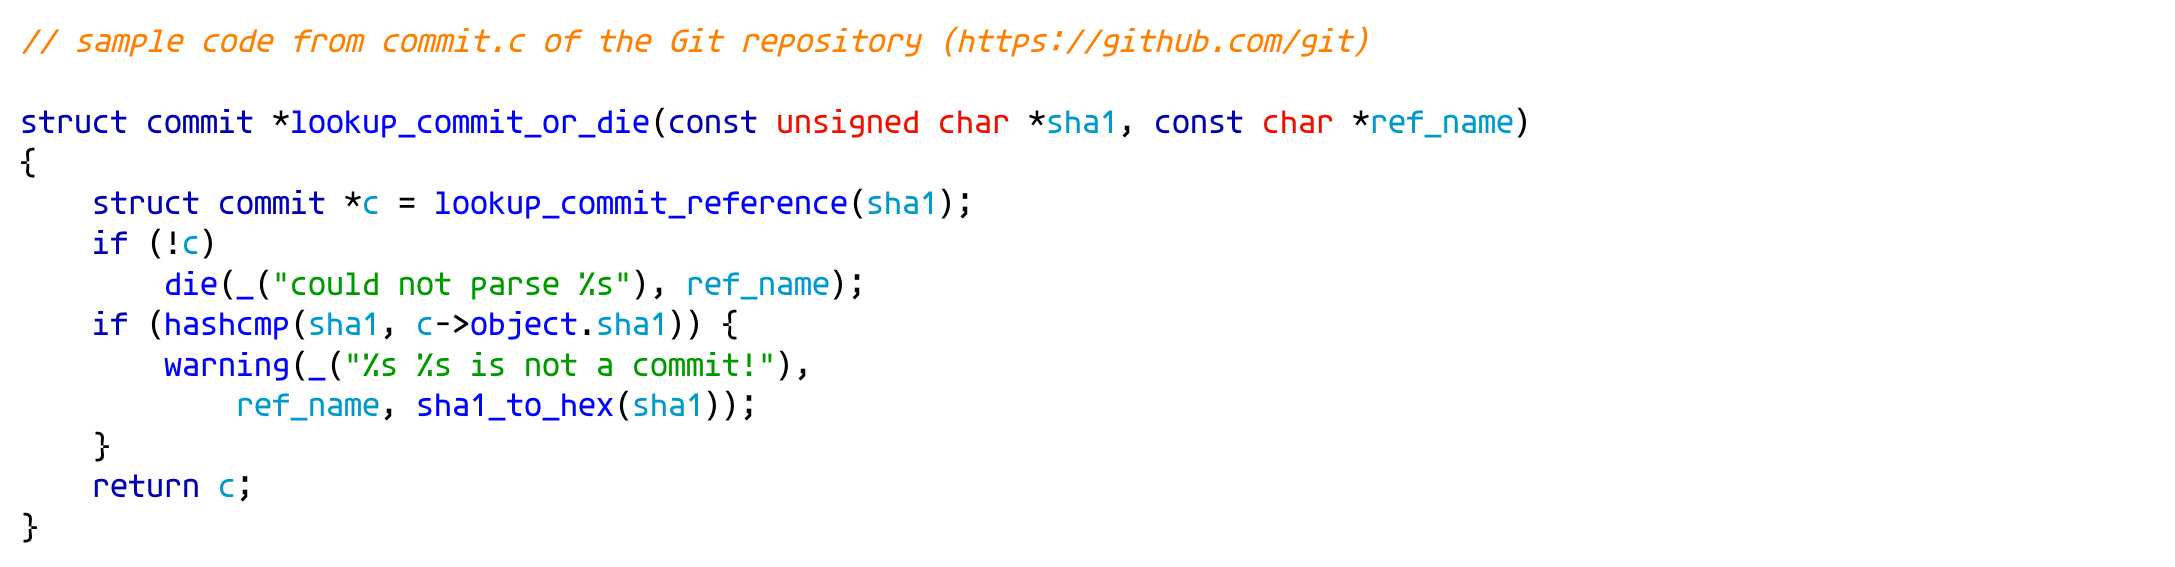 // sample code from commit.c of the Git repository (https://github.com/git)

struct commit *lookup_commit_or_die(const unsigned char *sha1, const char *ref_name)
{
    struct commit *c = lookup_commit_reference(sha1);
    if (!c)
        die(_("could not parse %s"), ref_name);
    if (hashcmp(sha1, c->object.sha1)) {
        warning(_("%s %s is not a commit!"),
            ref_name, sha1_to_hex(sha1));
    }
    return c;
}